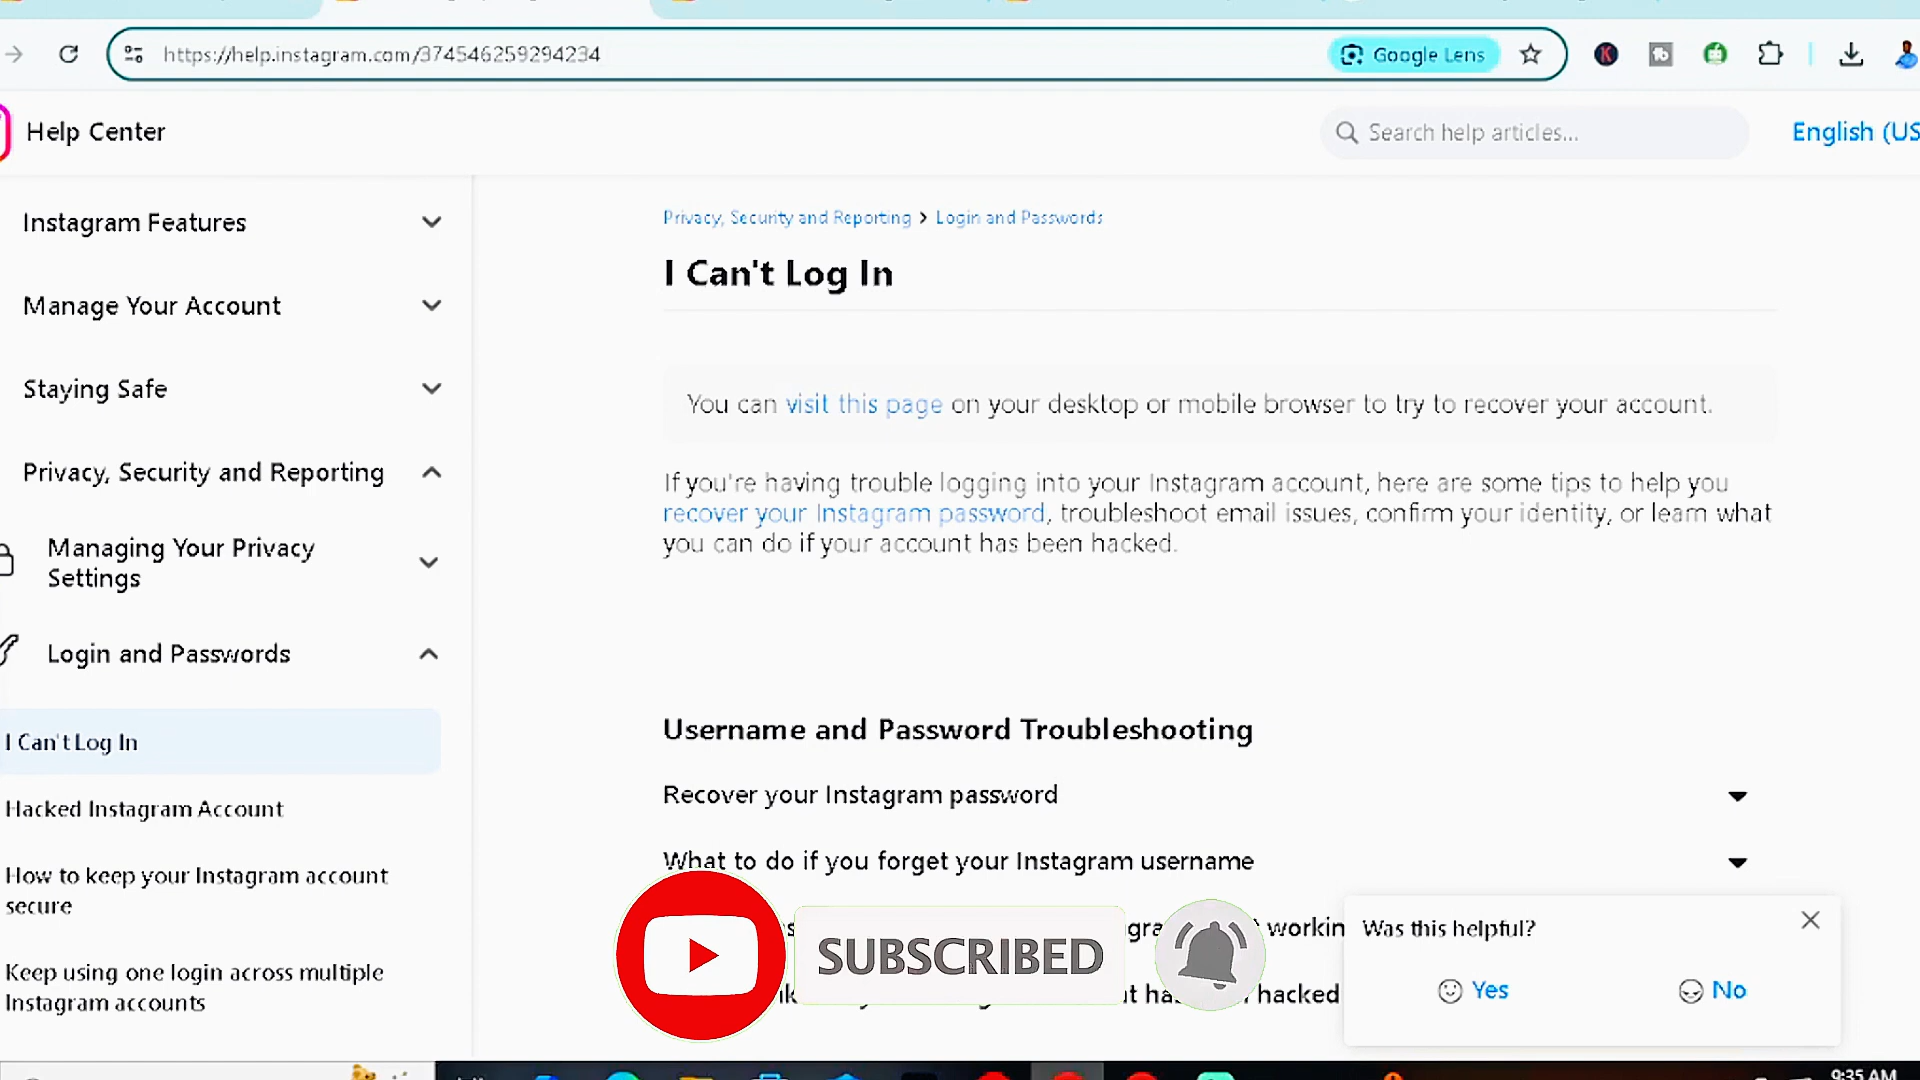 https://help.instagram.com/374546259294234
Google Lens
Help Center
Search help articles...
English (US
Instagram Features
Manage Your Account
Staying Safe
Privacy, Security and Reporting
Managing Your Privacy
Settings
Login and Passwords
I Can't Log In
Hacked Instagram Account
How to keep your Instagram account
secure
Keep using one login across multiple
Instagram accounts
Privacy, Security and Reporting > Login and Passwords
I Can't Log In
You can visit this page on your desktop or mobile browser to try to recover your account.
If you're having trouble logging into your Instagram account, here are some tips to help you
recover your Instagram password, troubleshoot email issues, confirm your identity, or learn what
you can do if your account has been hacked.
Username and Password Troubleshooting
Recover your Instagram password
What to do if you forget your Instagram username
hacked
SUBSCRIBED
Was this helpful?
Yes
No
9:35 AM